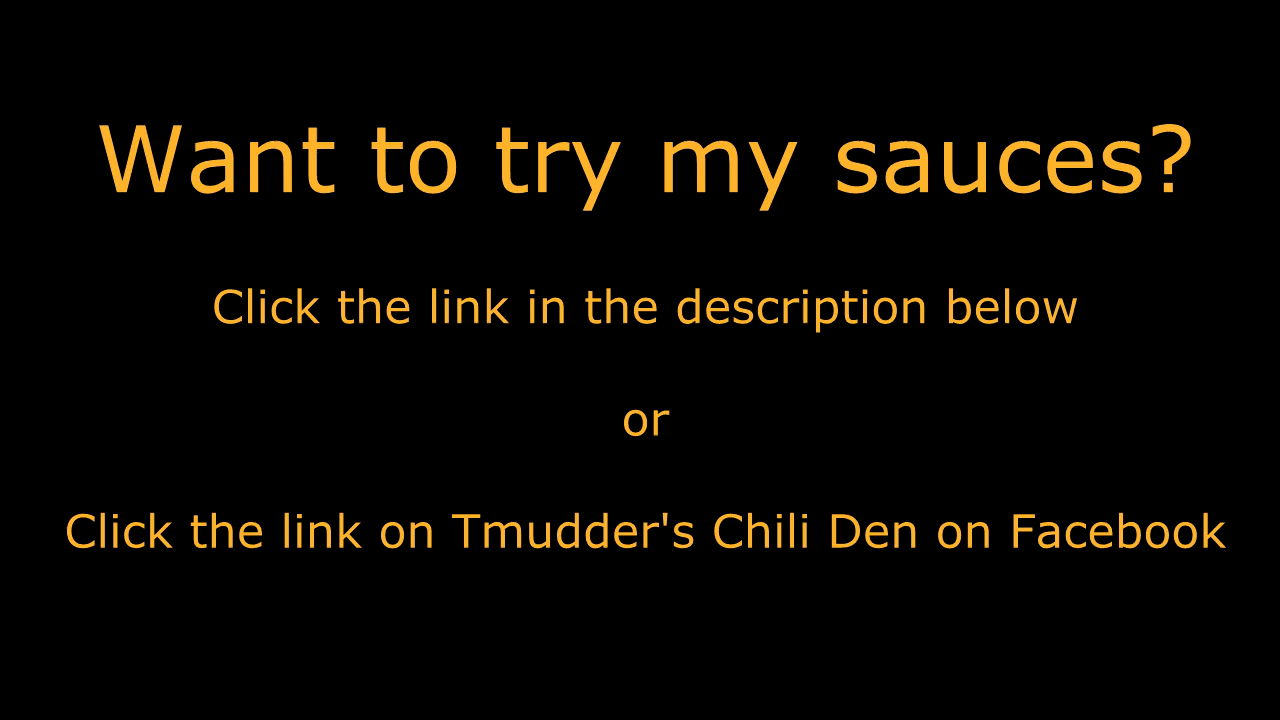 Want to try my sauces?
Click the link in the description below
or
Click the link on Tmudder's Chili Den on Facebook